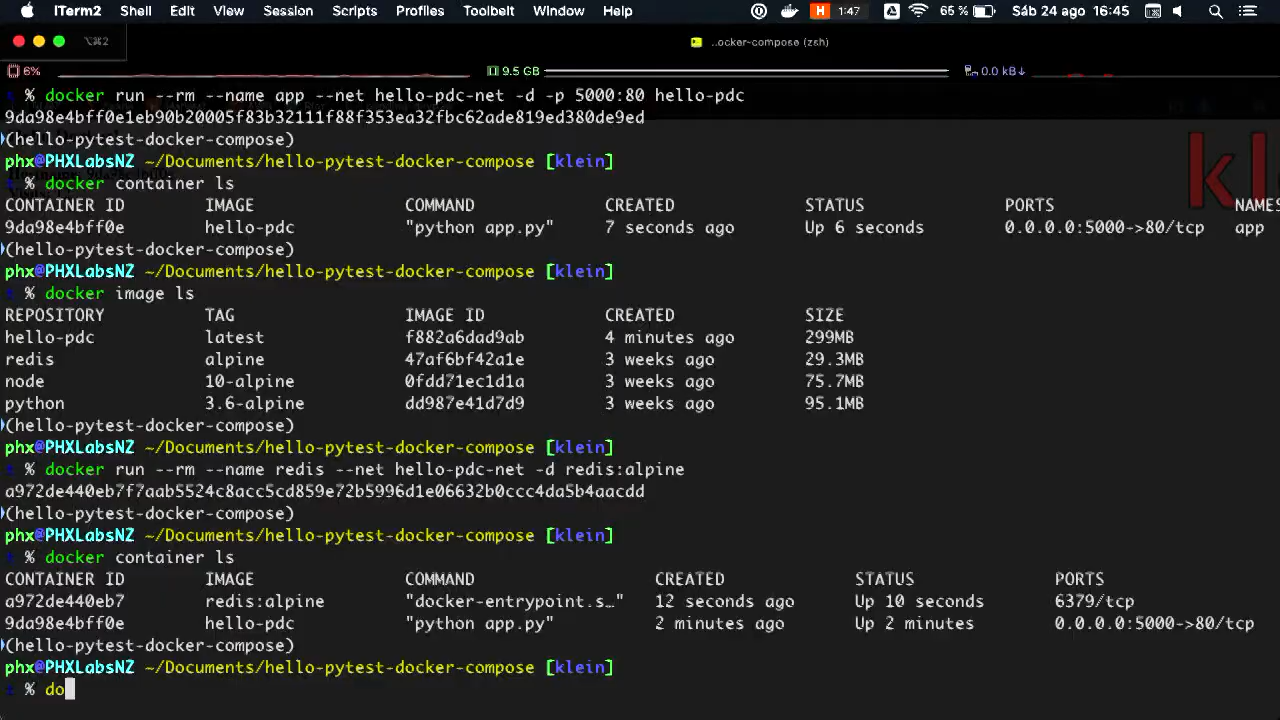 iTerm2 Shell Edit View Session Scripts Profiles Toolbelt Window Help H 1:47 65 % Sáb 24 ago 16:45
⌥⌘2 ..ocker-compose (zsh)
6% 9.5 GB 0.0 kB↓
% docker run --rm --name app --net hello-pdc-net -d -p 5000:80 hello-pdc
9da98e4bff0e1eb90b20005f83b32111f88f353ea32fbc62ade819ed380de9ed
(hello-pytest-docker-compose)
phx@PHXLabsNZ ~/Documents/hello-pytest-docker-compose [klein]
% docker container ls
CONTAINER ID IMAGE COMMAND CREATED STATUS PORTS NAMES
9da98e4bff0e hello-pdc "python app.py" 7 seconds ago Up 6 seconds 0.0.0.0:5000->80/tcp app
(hello-pytest-docker-compose)
phx@PHXLabsNZ ~/Documents/hello-pytest-docker-compose [klein]
% docker image ls
REPOSITORY TAG IMAGE ID CREATED SIZE
hello-pdc latest f882a6dad9ab 4 minutes ago 299MB
redis alpine 47af6bf42a1e 3 weeks ago 29.3MB
node 10-alpine 0fdd71ec1d1a 3 weeks ago 75.7MB
python 3.6-alpine dd987e41d7d9 3 weeks ago 95.1MB
(hello-pytest-docker-compose)
phx@PHXLabsNZ ~/Documents/hello-pytest-docker-compose [klein]
% docker run --rm --name redis --net hello-pdc-net -d redis:alpine
a972de440eb7f7aab5524c8acc5cd859e72b5996d1e06632b0ccc4da5b4aacdd
(hello-pytest-docker-compose)
phx@PHXLabsNZ ~/Documents/hello-pytest-docker-compose [klein]
% docker container ls
CONTAINER ID IMAGE COMMAND CREATED STATUS PORTS
a972de440eb7 redis:alpine "docker-entrypoint.s…" 12 seconds ago Up 10 seconds 6379/tcp
9da98e4bff0e hello-pdc "python app.py" 2 minutes ago Up 2 minutes 0.0.0.0:5000->80/tcp
(hello-pytest-docker-compose)
phx@PHXLabsNZ ~/Documents/hello-pytest-docker-compose [klein]
% do